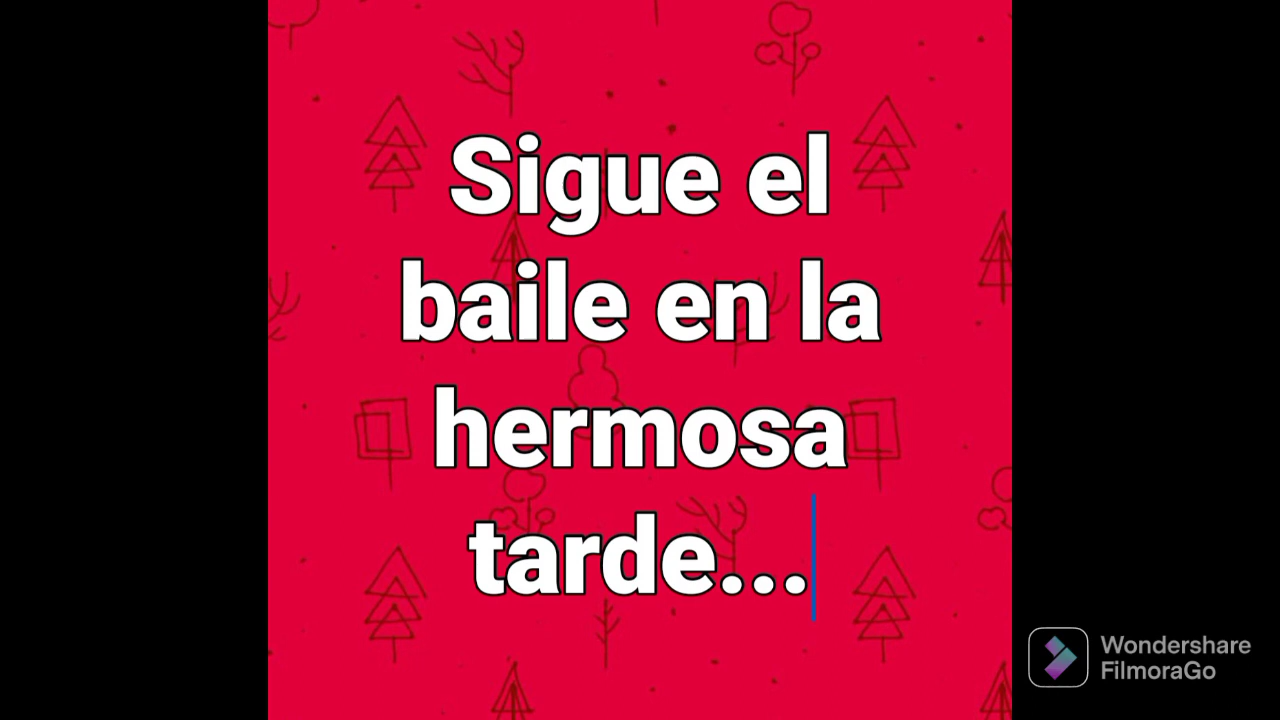 Sigue el
baile en la
hermosa
tarde...
Wondershare
FilmoraGo